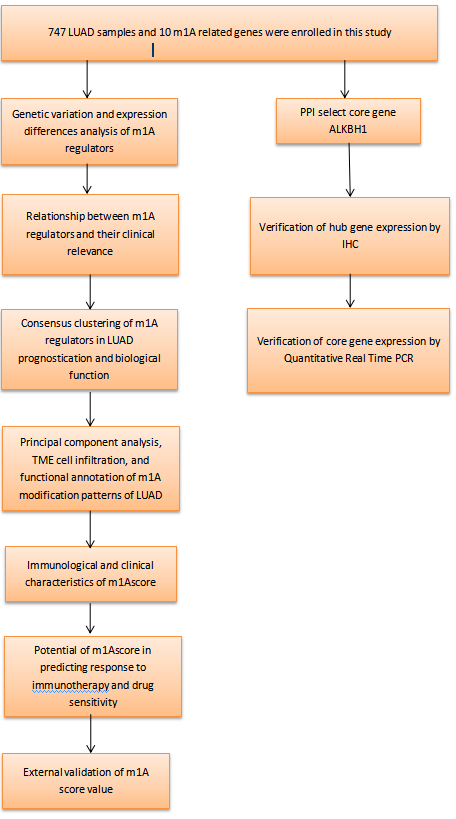 747 LUAD samples and 10 m1A related genes were enrolled in this study
Genetic variation and expression
differences analysis of m1A
regulators
Relationship between m1A
regulators and their clinical
relevance
Consensus clustering of m1A
regulators in LUAD
prognostication and biological
function
Principal component analysis,
TME cell infiltration, and
functional annotation of m1A
modification patterns of LUAD
Immunological and clinical
characteristics of m1Ascore
Potential of m1Ascore in
predicting response to
immunotherapy and drug
sensitivity
External validation of m1A
score value
PPI select core gene
ALKBH1
Verification of hub gene expression by
IHC
Verification of core gene expression by
Quantitative Real Time PCR